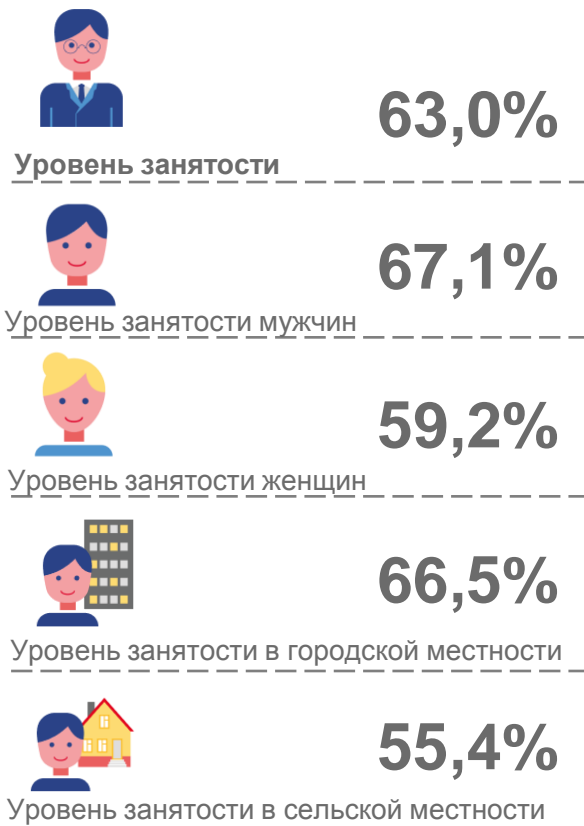 63,0%
Уровень занятости
67,1%
Уровень занятости мужчин
59,2%
Уровень занятости женщин
66,5%
Уровень занятости в городской местности
55,4%
Уровень занятости в сельской местности